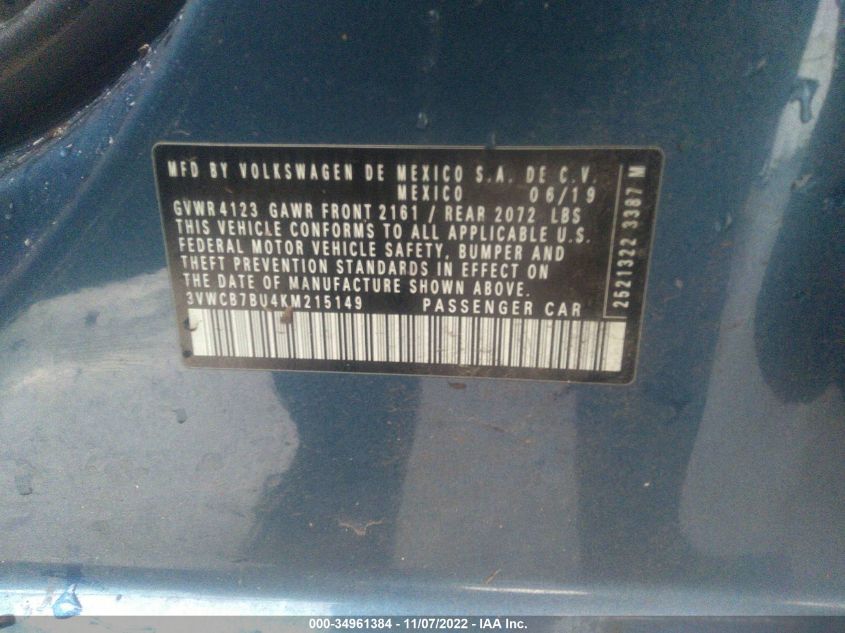 MFD BY VOLKSWAGEN DE MEXICO S.A. DE C.V.
MEXICO 06/19
GVWR 4123 GAWR FRONT 2161 / REAR 2072 LBS
THIS VEHICLE CONFORMS TO ALL APPLICABLE U.S.
FEDERAL MOTOR VEHICLE SAFETY, BUMPER AND
THEFT PREVENTION STANDARDS IN EFFECT ON
THE DATE OF MANUFACTURE SHOWN ABOVE.
3VWCB7BU4KM215149 PASSENGER CAR
2521322 3387 M
000-34961384 - 11/07/2022 - IAA Inc.